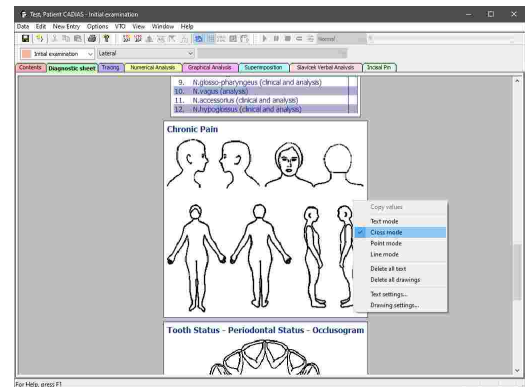 Test, Patient CADIAS - Initial examination
Data Edit New Entry Options VTO View Window Help
Normal
Initial examination Lateral
Contents Diagnostic sheet Tracing Numerical Analysis Graphical Analysis Superimposition Slavicek Verbal Analysis Incisal Pin
9. N.glosso-pharyngeus (clinical and analysis)
10. N.vagus (analysis)
11. N.accessorius (clinical and analysis)
12. N.hypoglossus (clinical and analysis)
Chronic Pain
Copy values
Text mode
Cross mode
Point mode
Line mode
Delete all text
Delete all drawings
Text settings...
Drawing settings...
Tooth Status - Periodontal Status - Occlusogram
For Help, press F1